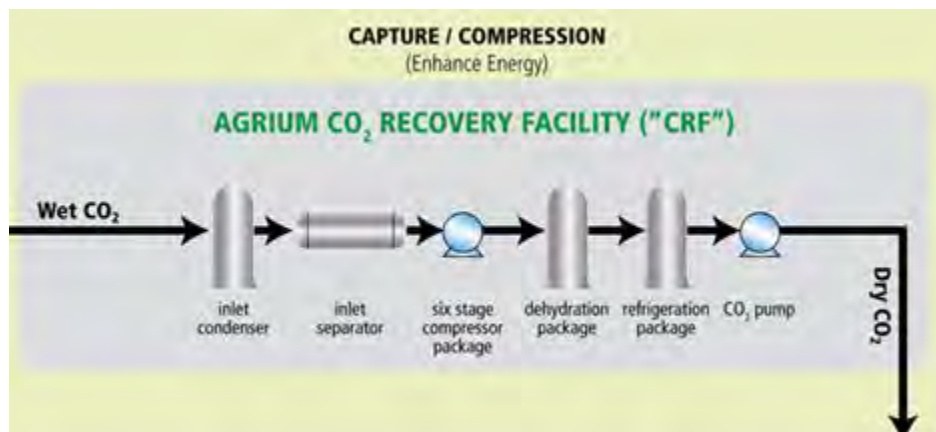 CAPTURE / COMPRESSION
(Enhance Energy)
AGRIUM CO₂ RECOVERY FACILITY ("CRF")
Wet CO₂
inlet
condenser
inlet
separator
six stage
compressor
package
dehydration
package
refrigeration
package
CO₂ pump
Dry CO₂